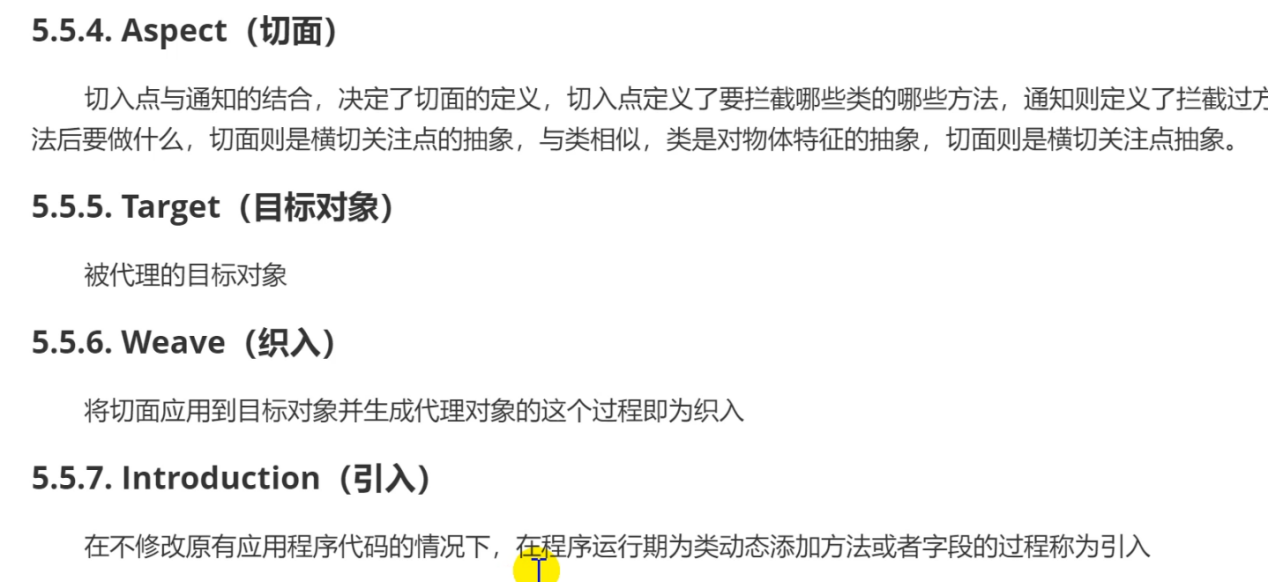 5.5.4. Aspect（切面）
切入点与通知的结合，决定了切面的定义，切入点定义了要拦截哪些类的哪些方法，通知则定义了拦截过方
法后要做什么，切面则是横切关注点的抽象，与类相似，类是对物体特征的抽象，切面则是横切关注点抽象。
5.5.5. Target（目标对象）
被代理的目标对象
5.5.6. Weave（织入）
将切面应用到目标对象并生成代理对象的这个过程即为织入
5.5.7. Introduction（引入）
在不修改原有应用程序代码的情况下，在程序运行期为类动态添加方法或者字段的过程称为引入